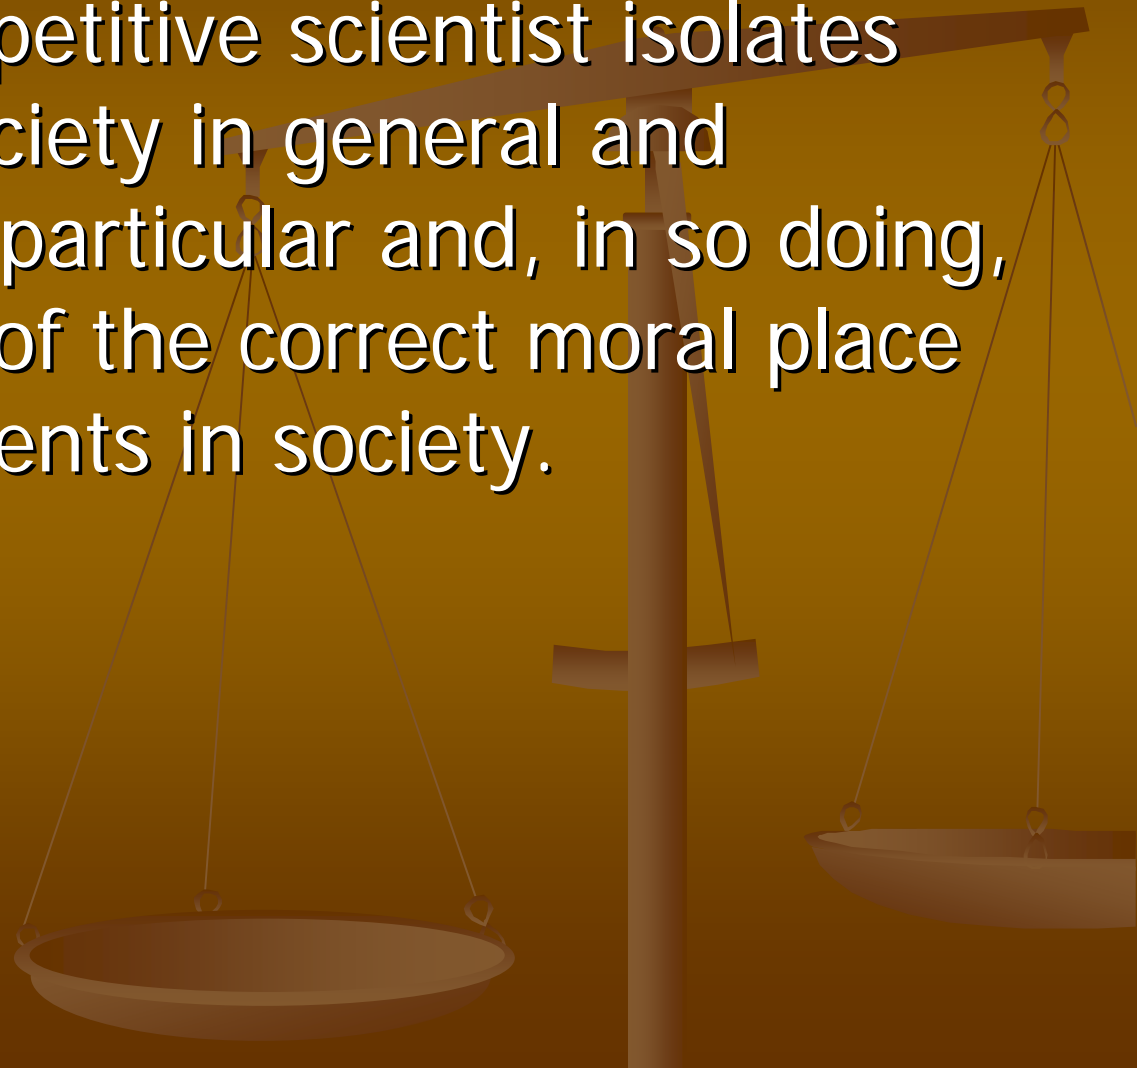 petitive scientist isolates
ciety in general and
particular and, in so doing,
of the correct moral place
ents in society.